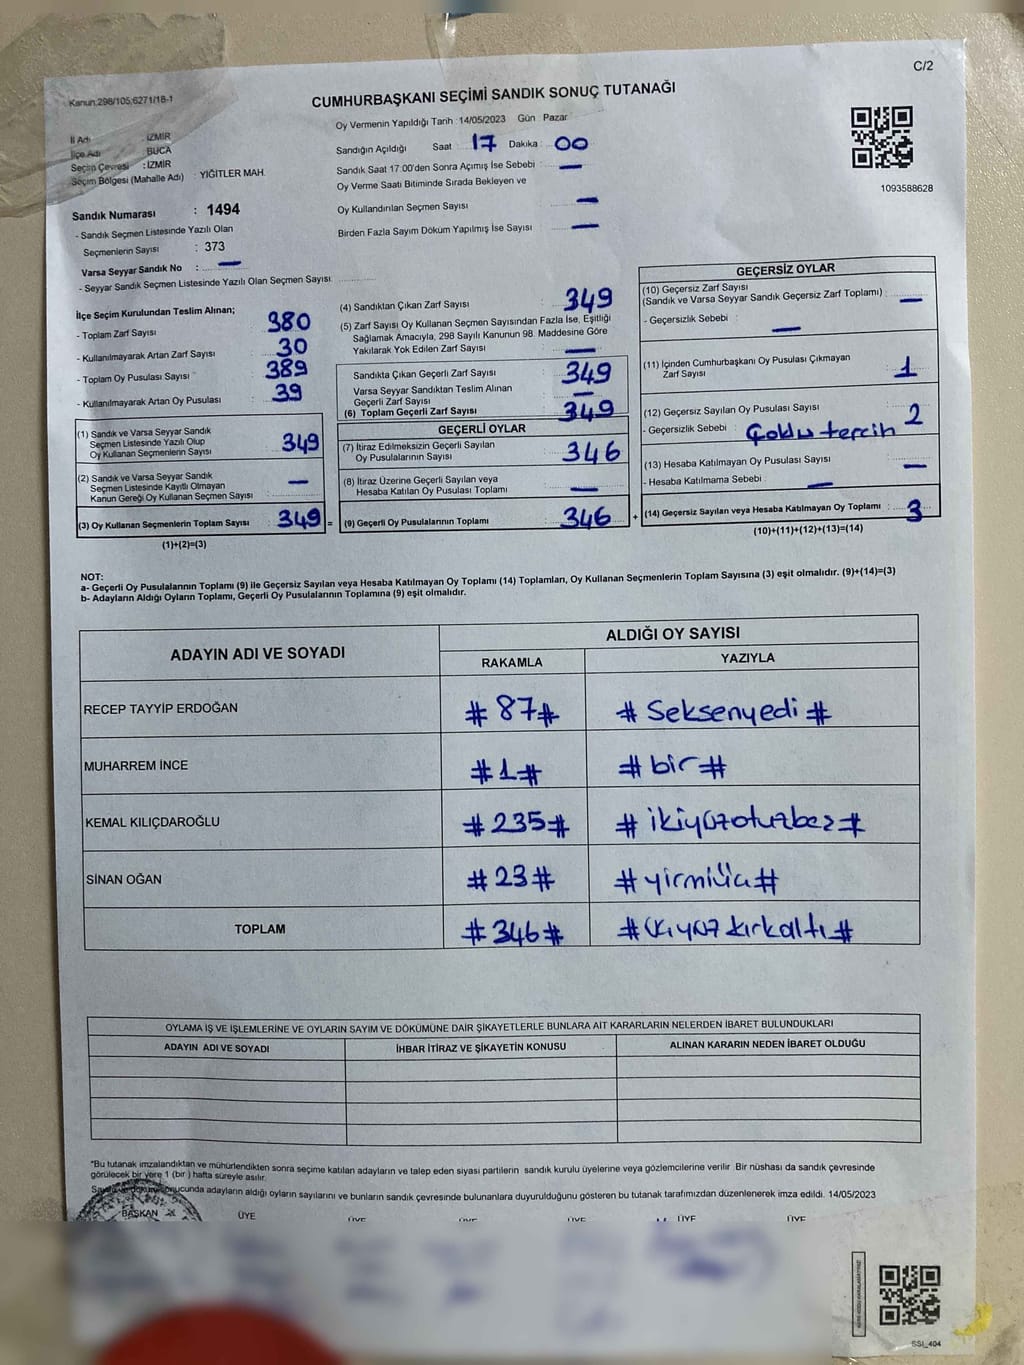 C/2
Kanun:298/105,6271/18-1
CUMHURBAŞKANI SEÇİMİ SANDIK SONUÇ TUTANAĞI
İl Adı : İZMİR
İlçe Adı : BUCA
Seçim Çevresi : İZMİR
Seçim Bölgesi (Mahalle Adı) : YİĞİTLER MAH.
Sandık Numarası : 1494
- Sandık Seçmen Listesinde Yazılı Olan
Seçmenlerin Sayısı : 373
Varsa Seyyar Sandık No : —
- Seyyar Sandık Seçmen Listesinde Yazılı Olan Seçmen Sayısı :
Oy Vermenin Yapıldığı Tarih : 14/05/2023 Gün : Pazar
Sandığın Açıldığı Saat : 17 Dakika : 00
Sandık Saat 17:00'den Sonra Açımış İse Sebebi : —
Oy Verme Saati Bitiminde Sırada Bekleyen ve
Oy Kullandırılan Seçmen Sayısı : —
Birden Fazla Sayım Döküm Yapılmış İse Sayısı : —
1093588628
İlçe Seçim Kurulundan Teslim Alınan;
- Toplam Zarf Sayısı : 380
- Kullanılmayarak Artan Zarf Sayısı : 30
- Toplam Oy Pusulası Sayısı : 389
- Kullanılmayarak Artan Oy Pusulası : 39
(1) Sandık ve Varsa Seyyar Sandık
Seçmen Listesinde Yazılı Olup
Oy Kullanan Seçmenlerin Sayısı : 349
(2) Sandık ve Varsa Seyyar Sandık
Seçmen Listesinde Kayıtlı Olmayan
Kanun Gereği Oy Kullanan Seçmen Sayısı : —
(3) Oy Kullanan Seçmenlerin Toplam Sayısı : 349 =
(1)+(2)=(3)
(4) Sandıktan Çıkan Zarf Sayısı : 349
(5) Zarf Sayısı Oy Kullanan Seçmen Sayısından Fazla İse, Eşitliği
Sağlamak Amacıyla, 298 Sayılı Kanunun 98. Maddesine Göre
Yakılarak Yok Edilen Zarf Sayısı : —
Sandıkta Çıkan Geçerli Zarf Sayısı : 349
Varsa Seyyar Sandıktan Teslim Alınan
Geçerli Zarf Sayısı : —
(6) Toplam Geçerli Zarf Sayısı : 349
GEÇERLİ OYLAR
(7) İtiraz Edilmeksizin Geçerli Sayılan
Oy Pusulalarının Sayısı : 346
(8) İtiraz Üzerine Geçerli Sayılan veya
Hesaba Katılan Oy Pusulası Toplamı : —
(9) Geçerli Oy Pusulalarının Toplamı : 346 +
GEÇERSİZ OYLAR
(10) Geçersiz Zarf Sayısı
(Sandık ve Varsa Seyyar Sandık Geçersiz Zarf Toplamı) : —
- Geçersizlik Sebebi : —
(11) İçinden Cumhurbaşkanı Oy Pusulası Çıkmayan
Zarf Sayısı : 1
(12) Geçersiz Sayılan Oy Pusulası Sayısı : 2
- Geçersizlik Sebebi : Çoklu tercih
(13) Hesaba Katılmayan Oy Pusulası Sayısı : —
- Hesaba Katılmama Sebebi : —
(14) Geçersiz Sayılan veya Hesaba Katılmayan Oy Toplamı : 3
(10)+(11)+(12)+(13)=(14)
NOT:
a- Geçerli Oy Pusulalarının Toplamı (9) ile Geçersiz Sayılan veya Hesaba Katılmayan Oy Toplamı (14) Toplamları, Oy Kullanan Seçmenlerin Toplam Sayısına (3) eşit olmalıdır. (9)+(14)=(3)
b- Adayların Aldığı Oyların Toplamı, Geçerli Oy Pusulalarının Toplamına (9) eşit olmalıdır.
ADAYIN ADI VE SOYADI
ALDIĞI OY SAYISI
RAKAMLA YAZIYLA
RECEP TAYYİP ERDOĞAN # 87 # # Seksenyedi #
MUHARREM İNCE # 1 # # bir #
KEMAL KILIÇDAROĞLU # 235 # # ikiyüzotuzbeş #
SİNAN OĞAN # 23 # # yirmiüç #
TOPLAM # 346 # # üçyüz kırkaltı #
OYLAMA İŞ VE İŞLEMLERİNE VE OYLARIN SAYIM VE DÖKÜMÜNE DAİR ŞİKAYETLERLE BUNLARA AİT KARARLARIN NELERDEN İBARET BULUNDUKLARI
ADAYIN ADI VE SOYADI İHBAR İTİRAZ VE ŞİKAYETİN KONUSU ALINAN KARARIN NEDEN İBARET OLDUĞU
"Bu tutanak imzalandıktan ve mühürlendikten sonra seçime katılan adayların ve talep eden siyasi partilerin sandık kurulu üyelerine veya gözlemcilerine verilir Bir nüshası da sandık çevresinde
görülecek bir yere 1 (bir ) hafta süreyle asılır.
sonucunda adayların aldığı oyların sayılarını ve bunların sandık çevresinde bulunanlara duyurulduğunu gösteren bu tutanak tarafımızdan düzenlenerek imza edildi. 14/05/2023
BAŞKAN ÜYE ÜYE ÜYE ÜYE ÜYE ÜYE
SSİ_404